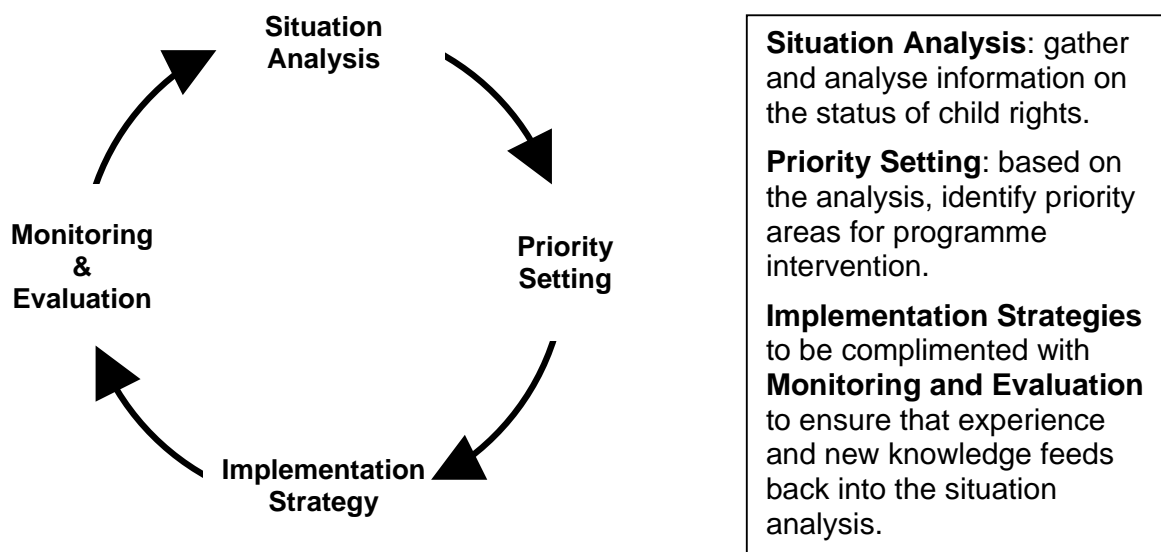 Situation
Analysis
Priority
Setting
Implementation
Strategy
Monitoring
&
Evaluation
Situation Analysis: gather
and analyse information on
the status of child rights.
Priority Setting: based on
the analysis, identify priority
areas for programme
intervention.
Implementation Strategies
to be complimented with
Monitoring and Evaluation
to ensure that experience
and new knowledge feeds
back into the situation
analysis.